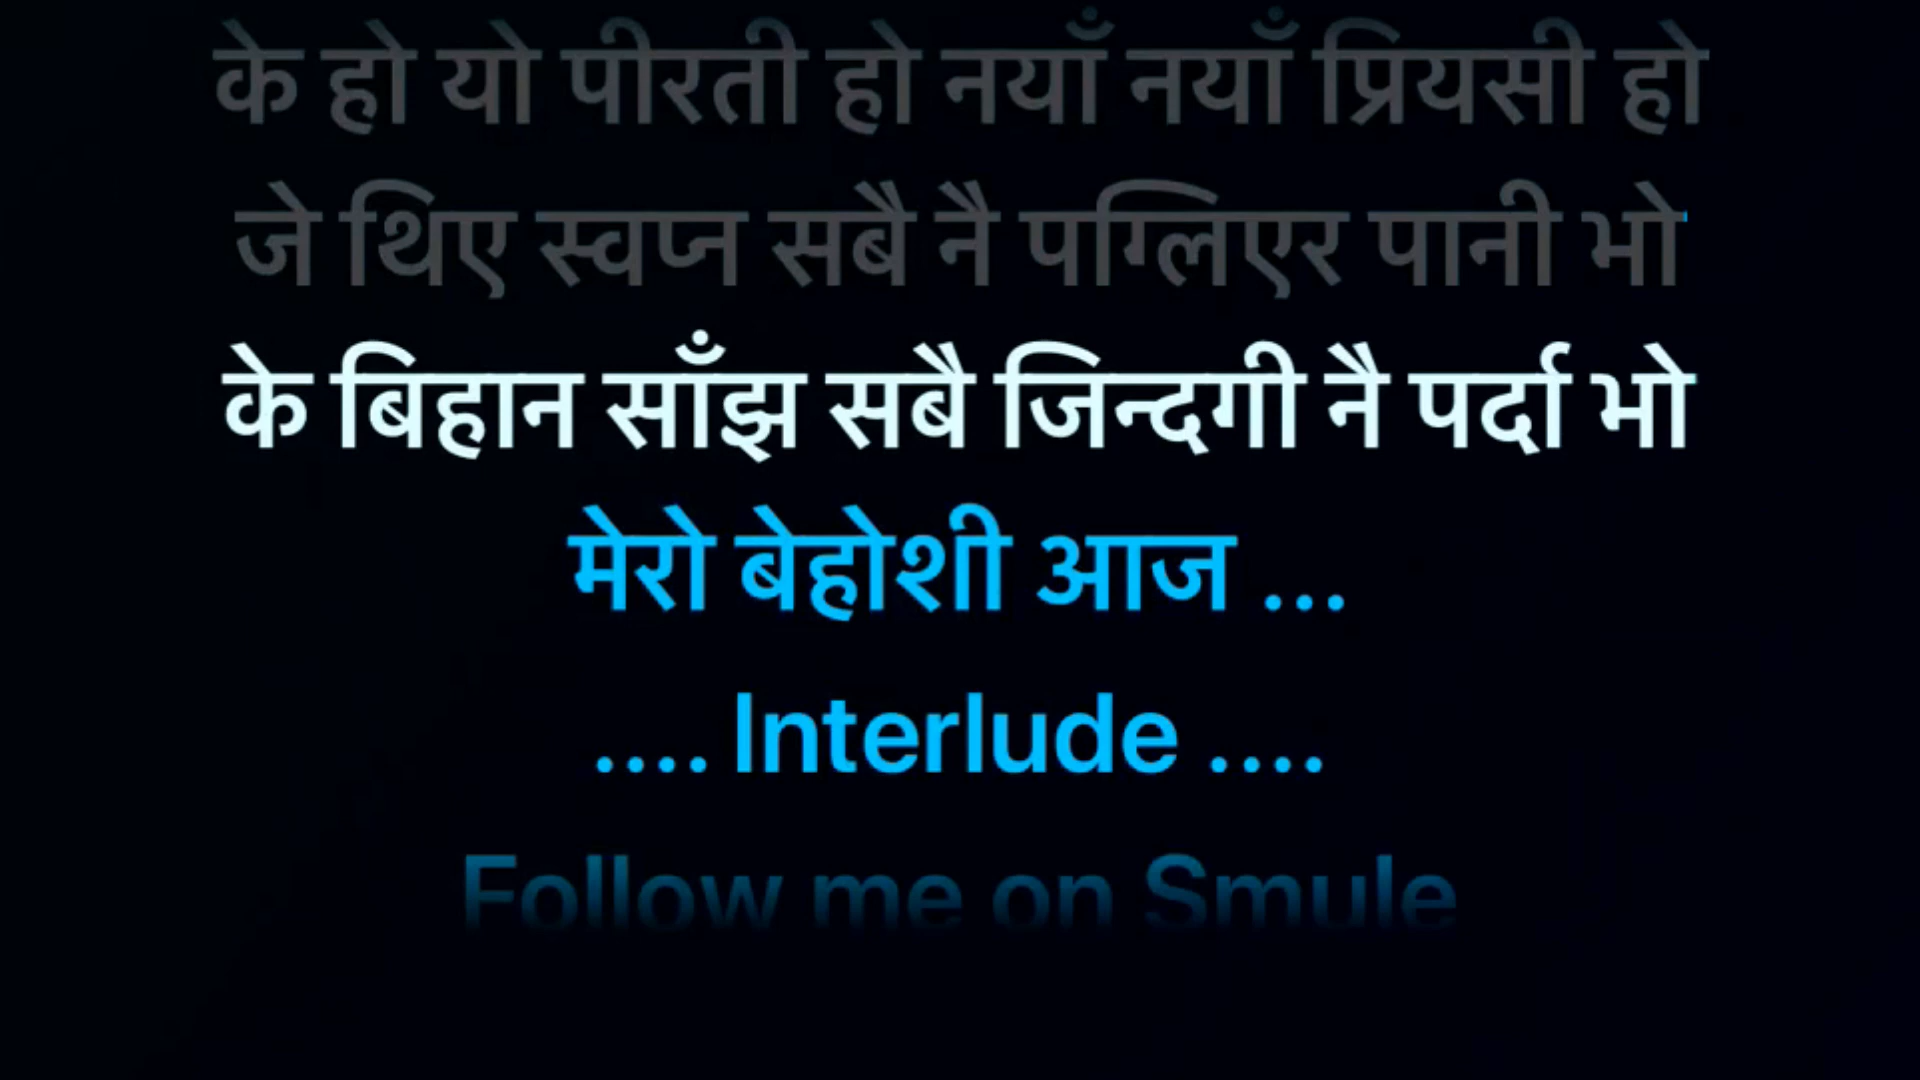 के हो यो पीरती हो नयाँ नयाँ प्रियसी हो
जे थिए स्वप्न सबै नै पग्लिएर पानी भो
के बिहान साँझ सबै जिन्दगी नै पर्दा भो
मेरो बेहोशी आज ...
.... Interlude ....
Follow me on Smule